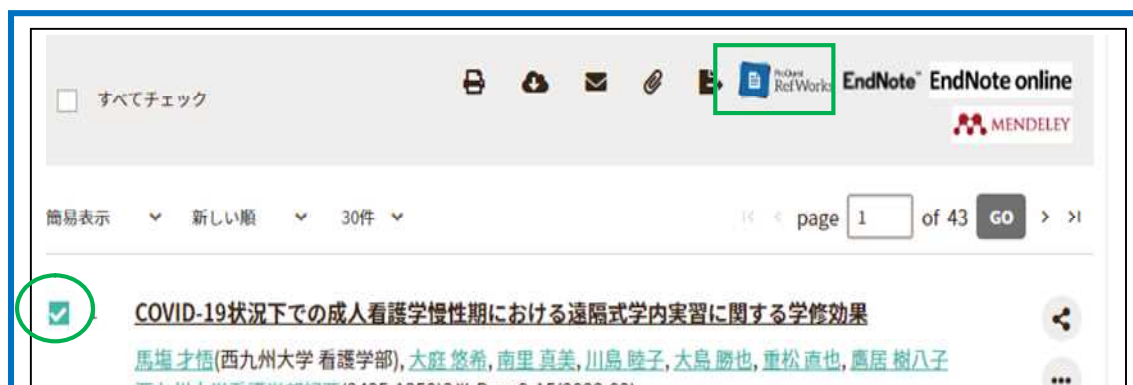 すべてチェック
ProQuest RefWorks EndNote™ EndNote online
MENDELEY
簡易表示 新しい順 30件 page 1 of 43 GO
COVID-19状況下での成人看護学慢性期における遠隔式学内実習に関する学修効果
馬塩 才悟(西九州大学 看護学部), 大庭 悠希, 南里 真美, 川島 睦子, 大島 勝也, 重松 直也, 鷹居 樹八子